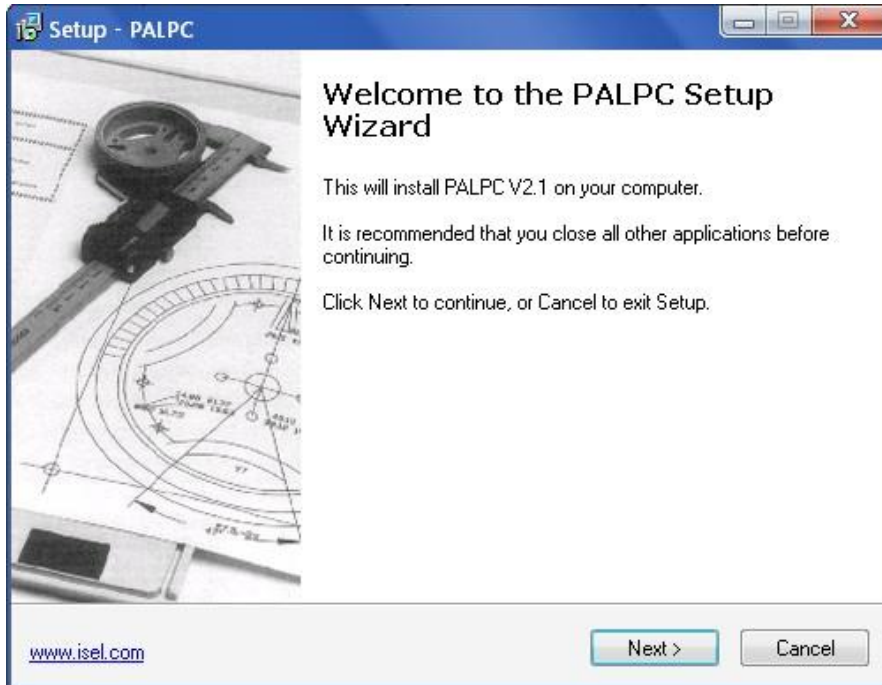 Setup - PALPC
Welcome to the PALPC Setup
Wizard
This will install PALPC V2.1 on your computer.
It is recommended that you close all other applications before
continuing.
Click Next to continue, or Cancel to exit Setup.
www.isel.com
Next >
Cancel